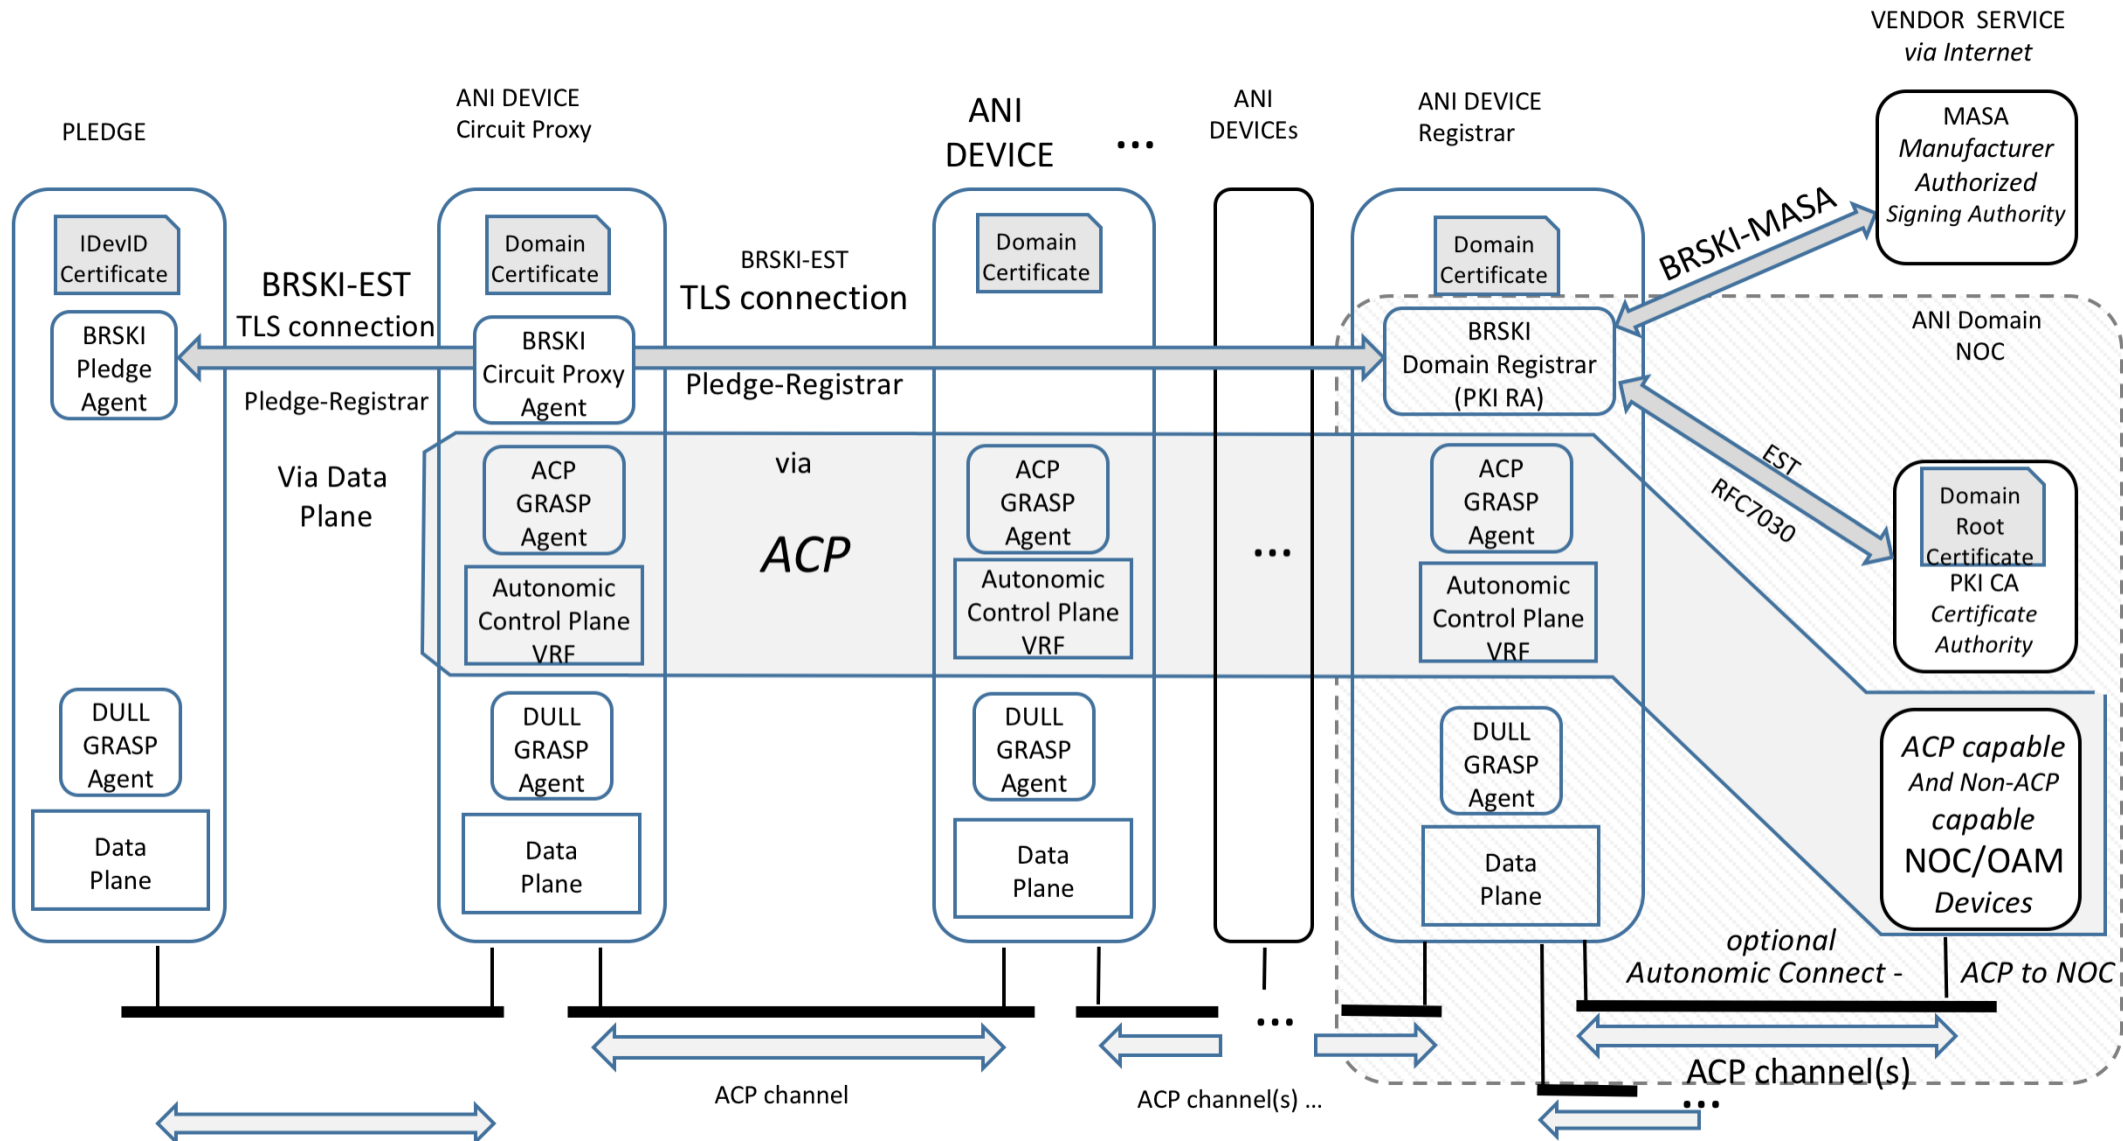 VENDOR SERVICE
via Internet
PLEDGE
ANI DEVICE
Circuit Proxy
ANI
DEVICE
...
ANI
DEVICEs
ANI DEVICE
Registrar
MASA
Manufacturer
Authorized
Signing Authority
IDevID
Certificate
BRSKI
Pledge
Agent
DULL
GRASP
Agent
Data
Plane
BRSKI-EST
TLS connection
Pledge-Registrar
Via Data
Plane
Domain
Certificate
BRSKI
Circuit Proxy
Agent
ACP
GRASP
Agent
Autonomic
Control Plane
VRF
DULL
GRASP
Agent
Data
Plane
BRSKI-EST
TLS connection
Pledge-Registrar
via
ACP
Domain
Certificate
ACP
GRASP
Agent
Autonomic
Control Plane
VRF
DULL
GRASP
Agent
Data
Plane
...
Domain
Certificate
BRSKI
Domain Registrar
(PKI RA)
ACP
GRASP
Agent
Autonomic
Control Plane
VRF
DULL
GRASP
Agent
Data
Plane
BRSKI-MASA
ANI Domain
NOC
EST
RFC7030
Domain
Root
Certificate
PKI CA
Certificate
Authority
ACP capable
And Non-ACP
capable
NOC/OAM
Devices
optional
Autonomic Connect -
ACP to NOC
...
ACP channel
ACP channel(s) ...
ACP channel(s)
...